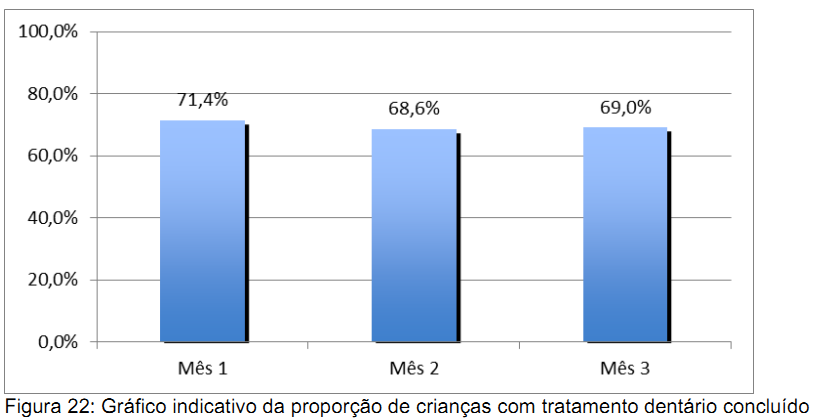 100,0%
80,0%
60,0%
40,0%
20,0%
0,0%
71,4%
68,6%
69,0%
Mês 1
Mês 2
Mês 3
Figura 22: Gráfico indicativo da proporção de crianças com tratamento dentário concluído